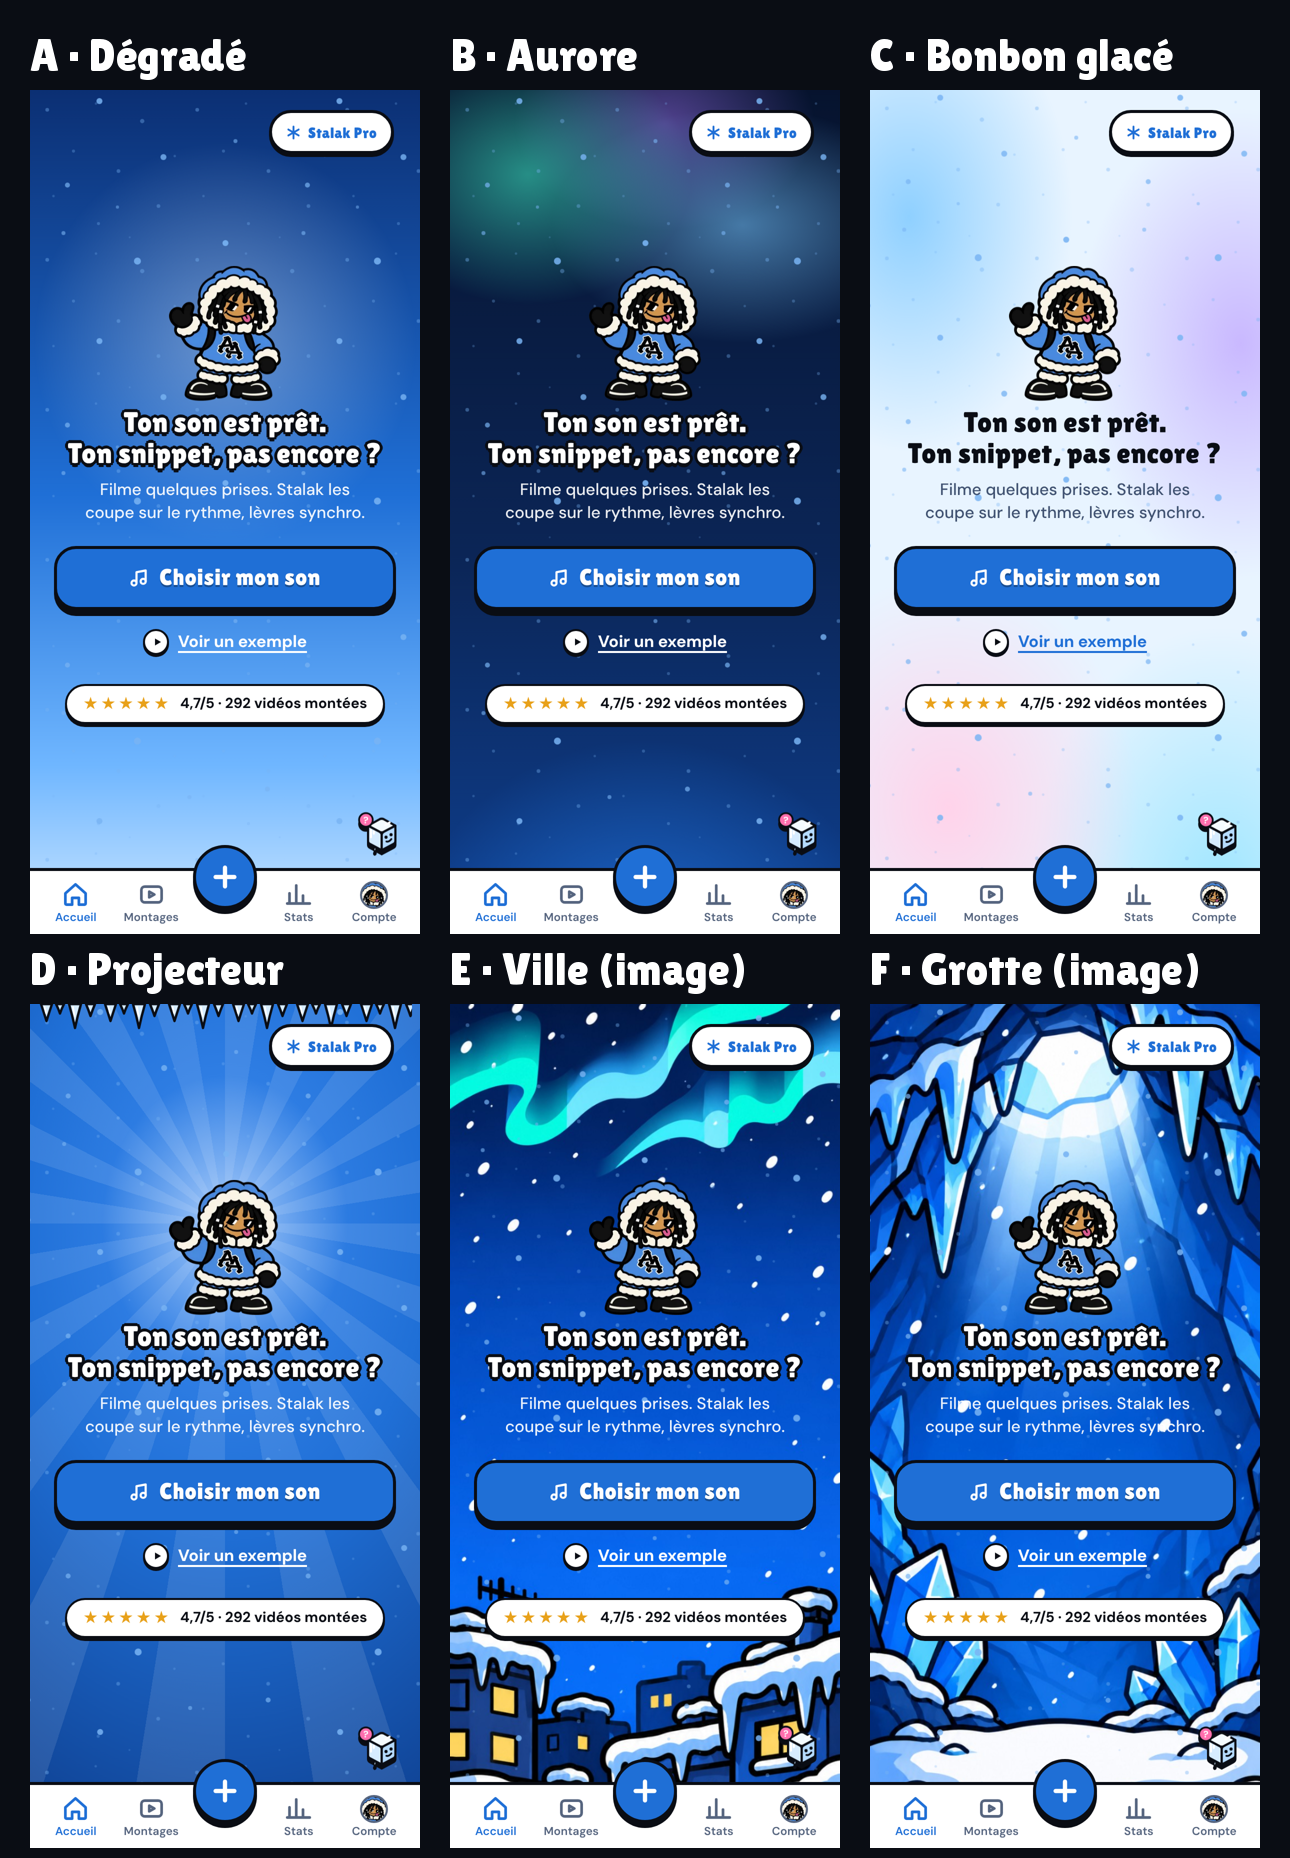 A · Dégradé
Stalak Pro
AA
Ton son est prêt.
Ton snippet, pas encore ?
Filme quelques prises. Stalak les
coupe sur le rythme, lèvres synchro.
Choisir mon son
Voir un exemple
★★★★★ 4,7/5 · 292 vidéos montées
?
Accueil Montages + Stats Compte
B · Aurore
Stalak Pro
AA
Ton son est prêt.
Ton snippet, pas encore ?
Filme quelques prises. Stalak les
coupe sur le rythme, lèvres synchro.
Choisir mon son
Voir un exemple
★★★★★ 4,7/5 · 292 vidéos montées
?
Accueil Montages + Stats Compte
C · Bonbon glacé
Stalak Pro
AA
Ton son est prêt.
Ton snippet, pas encore ?
Filme quelques prises. Stalak les
coupe sur le rythme, lèvres synchro.
Choisir mon son
Voir un exemple
★★★★★ 4,7/5 · 292 vidéos montées
?
Accueil Montages + Stats Compte
D · Projecteur
Stalak Pro
AA
Ton son est prêt.
Ton snippet, pas encore ?
Filme quelques prises. Stalak les
coupe sur le rythme, lèvres synchro.
Choisir mon son
Voir un exemple
★★★★★ 4,7/5 · 292 vidéos montées
?
Accueil Montages + Stats Compte
E · Ville (image)
Stalak Pro
AA
Ton son est prêt.
Ton snippet, pas encore ?
Filme quelques prises. Stalak les
coupe sur le rythme, lèvres synchro.
Choisir mon son
Voir un exemple
★★★★★ 4,7/5 · 292 vidéos montées
?
Accueil Montages + Stats Compte
F · Grotte (image)
Stalak Pro
AA
Ton son est prêt.
Ton snippet, pas encore ?
Filme quelques prises. Stalak les
coupe sur le rythme, lèvres synchro.
Choisir mon son
Voir un exemple
★★★★★ 4,7/5 · 292 vidéos montées
?
Accueil Montages + Stats Compte